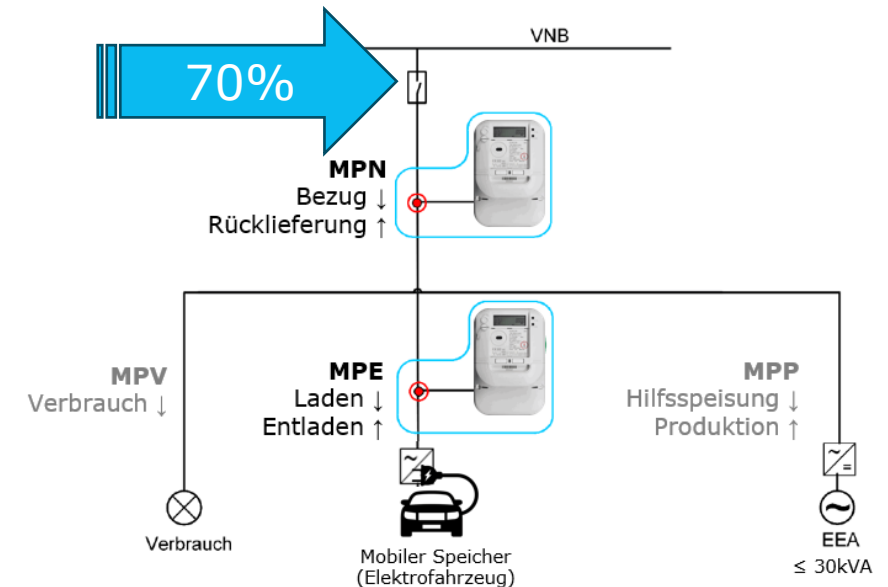 70%
VNB
MPN
Bezug ↓
Rücklieferung ↑
MPV
Verbrauch ↓
MPE
Laden ↓
Entladen ↑
MPP
Hilfsspeisung ↓
Produktion ↑
Verbrauch
Mobiler Speicher
(Elektrofahrzeug)
EEA
≤ 30kVA